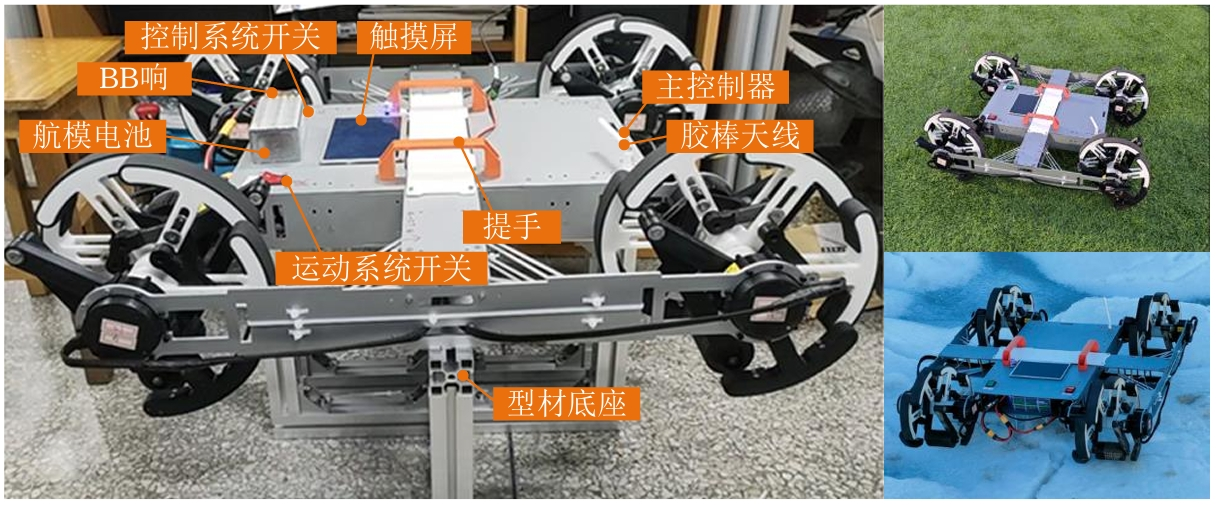 控制系统开关
触摸屏
BB响
主控制器
航模电池
胶棒天线
提手
运动系统开关
型材底座